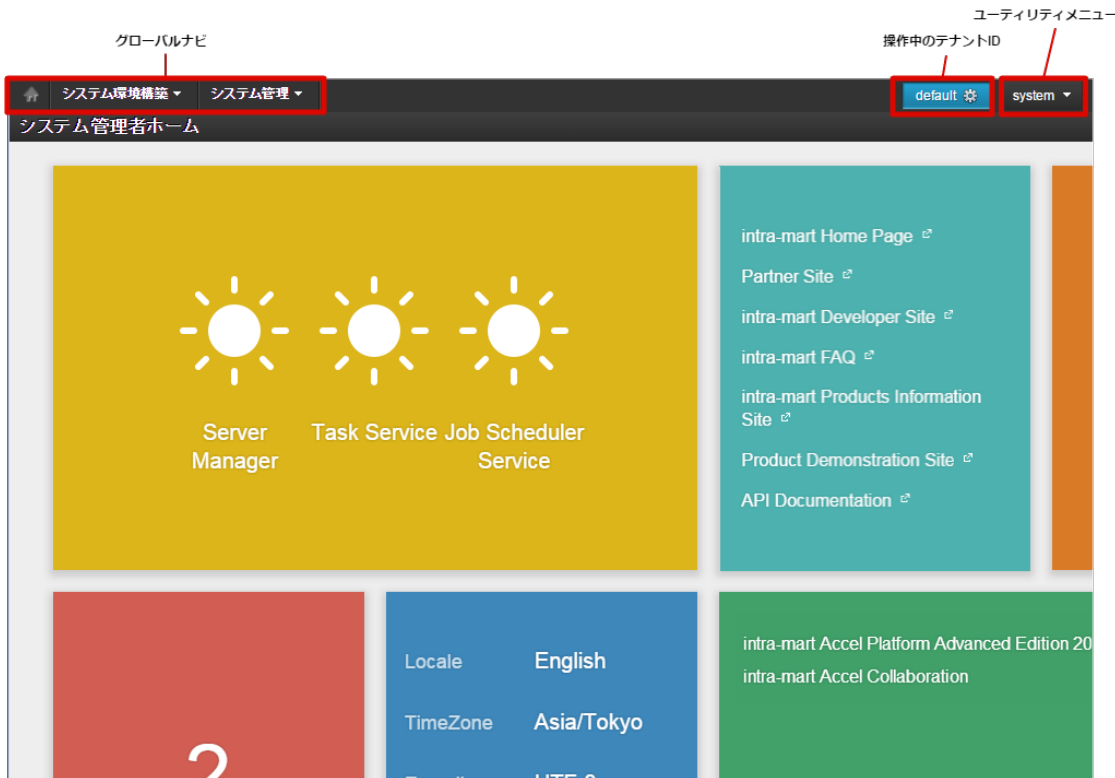 ユーティリティメニュー
グローバルナビ
操作中のテナントID
システム環境構築
システム管理
default
system
システム管理者ホーム
Server
Manager
Task Service
Job Scheduler
Service
intra-mart Home Page
Partner Site
intra-mart Developer Site
intra-mart FAQ
intra-mart Products Information
Site
Product Demonstration Site
API Documentation
2
Locale English
TimeZone Asia/Tokyo
intra-mart Accel Platform Advanced Edition 20
intra-mart Accel Collaboration